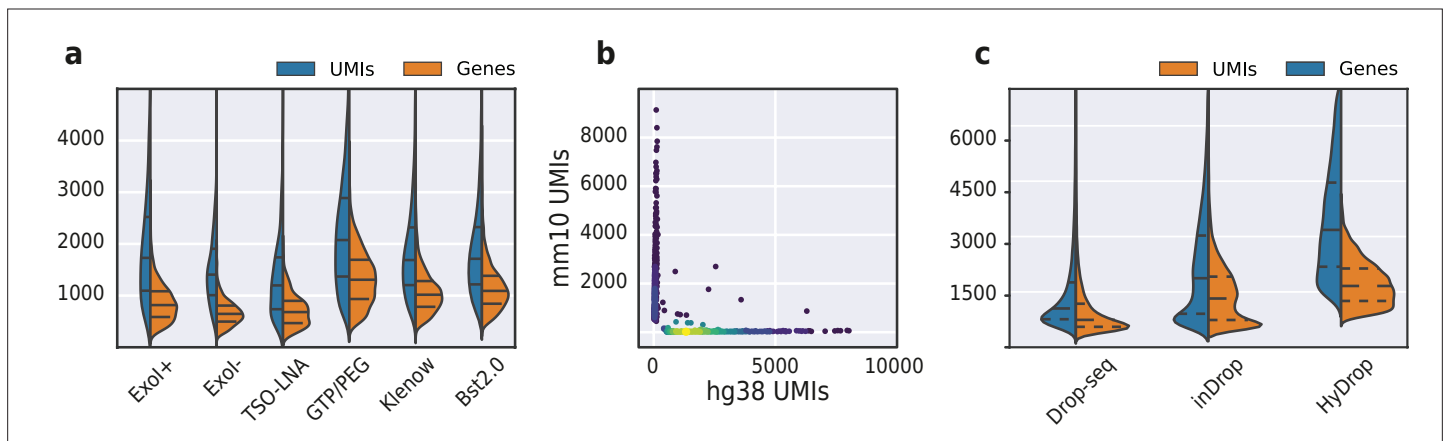 a
UMIs Genes
4000
3000
2000
1000
ExoI+ ExoI- TSO-LNA GTP/PEG Klenow Bst2.0
b
mm10 UMIs
8000
6000
4000
2000
0 5000 10000
hg38 UMIs
c
UMIs Genes
6000
4500
3000
1500
Drop-seq inDrop HyDrop